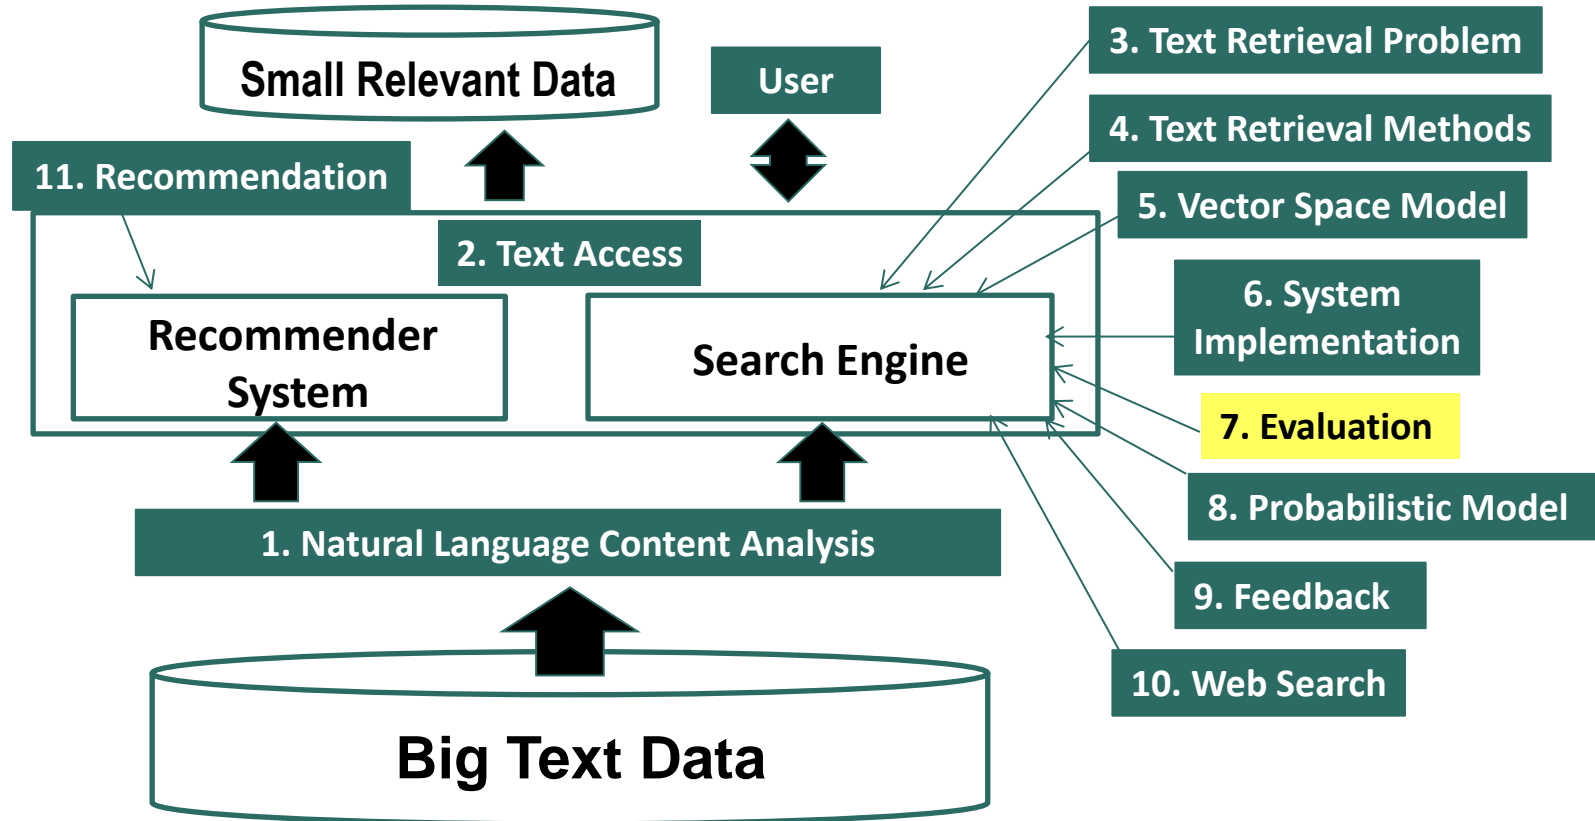 Small Relevant Data
User
3. Text Retrieval Problem
4. Text Retrieval Methods
11. Recommendation
5. Vector Space Model
2. Text Access
6. System
Implementation
Recommender
System
Search Engine
7. Evaluation
8. Probabilistic Model
1. Natural Language Content Analysis
9. Feedback
10. Web Search
Big Text Data